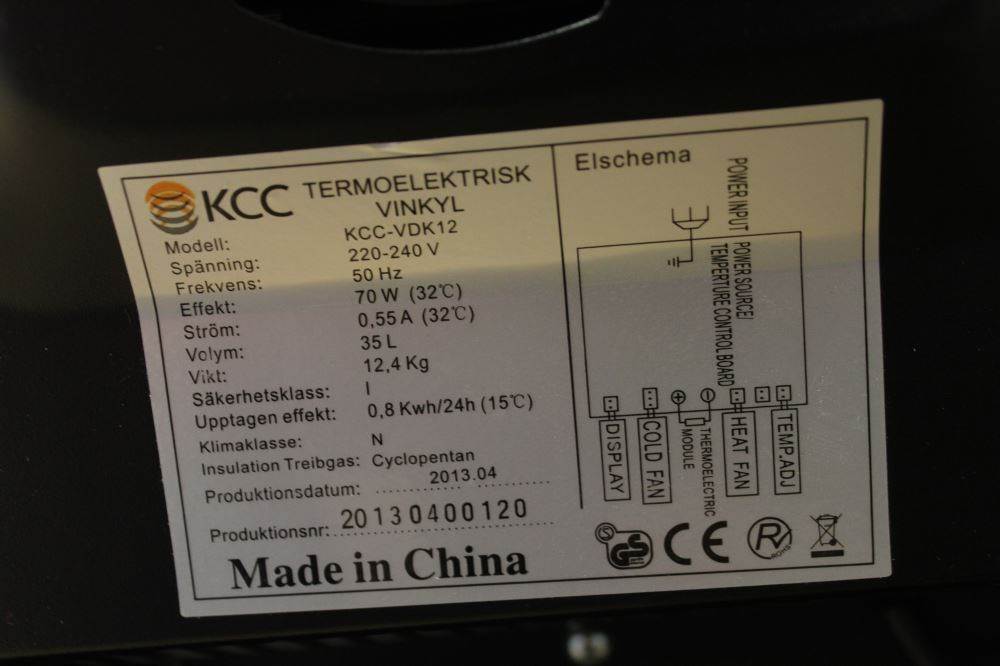 KCC TERMOELEKTRISK
VINKYL
Modell: KCC-VDK12
Spänning: 220-240 V
Frekvens: 50 Hz
Effekt: 70 W (32℃)
Ström: 0,55 A (32℃)
Volym: 35 L
Vikt: 12,4 Kg
Säkerhetsklass: I
Upptagen effekt: 0,8 Kwh/24h (15℃)
Klimaklasse: N
Insulation Treibgas: Cyclopentan
Produktionsdatum: 2013.04
Produktionsnr: 20130400120
Made in China
Elschema
POWER INPUT
POWER SOURCE/
TEMPERTURE CONTROL BOARD
DISPLAY
COLD FAN
THERMOELECTRIC
MODULE
HEAT FAN
TEMP.ADJ
S GS CE R ROHS